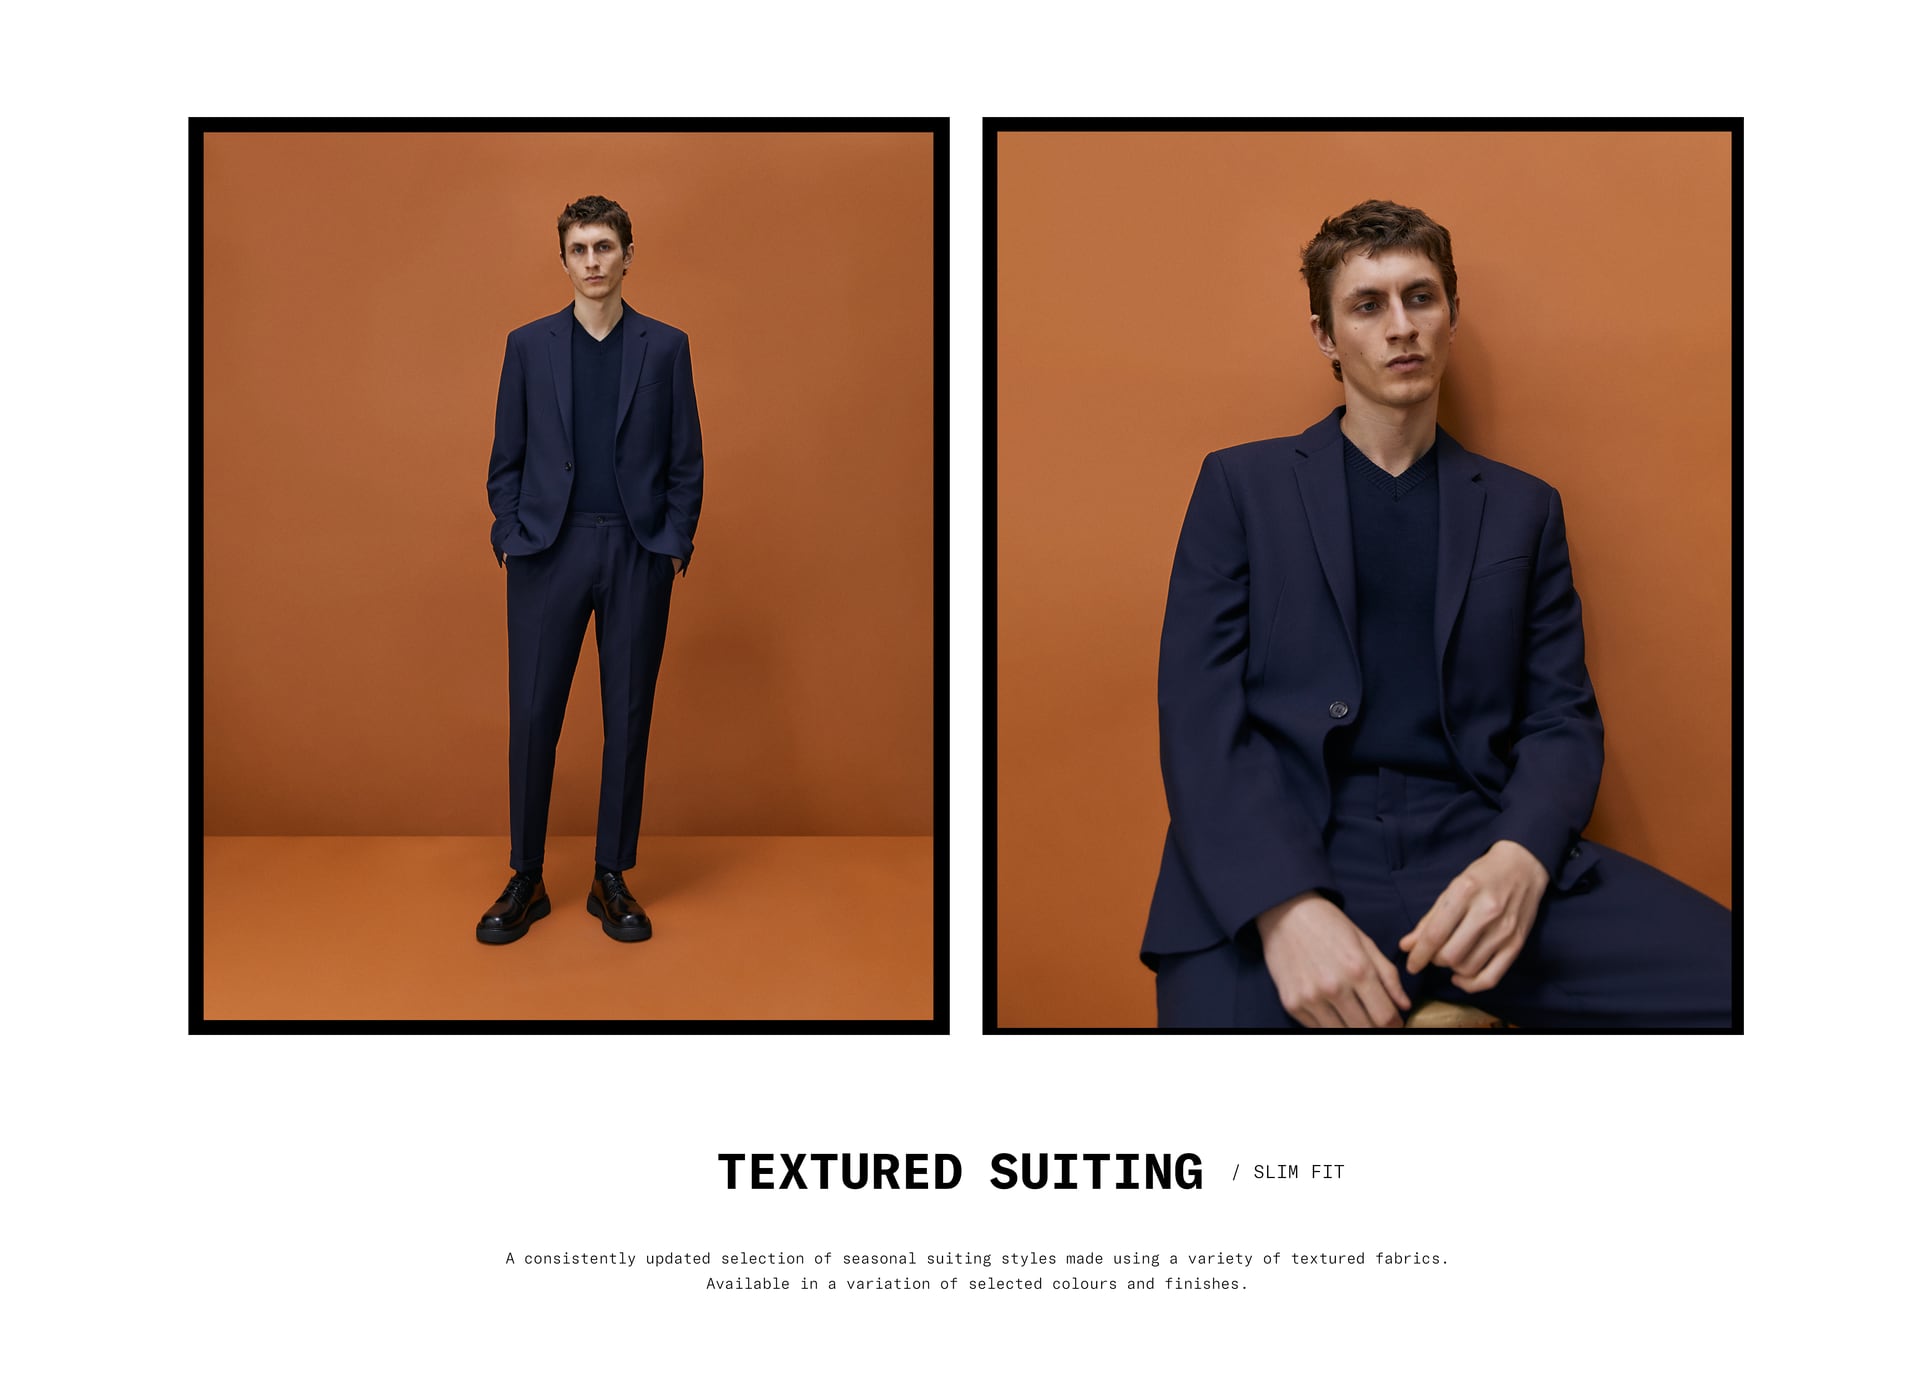 TEXTURED SUITING / SLIM FIT
A consistently updated selection of seasonal suiting styles made using a variety of textured fabrics.
Available in a variation of selected colours and finishes.